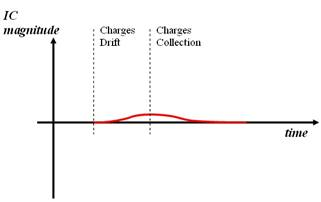 IC
magnitude
Charges
Drift
Charges
Collection
time